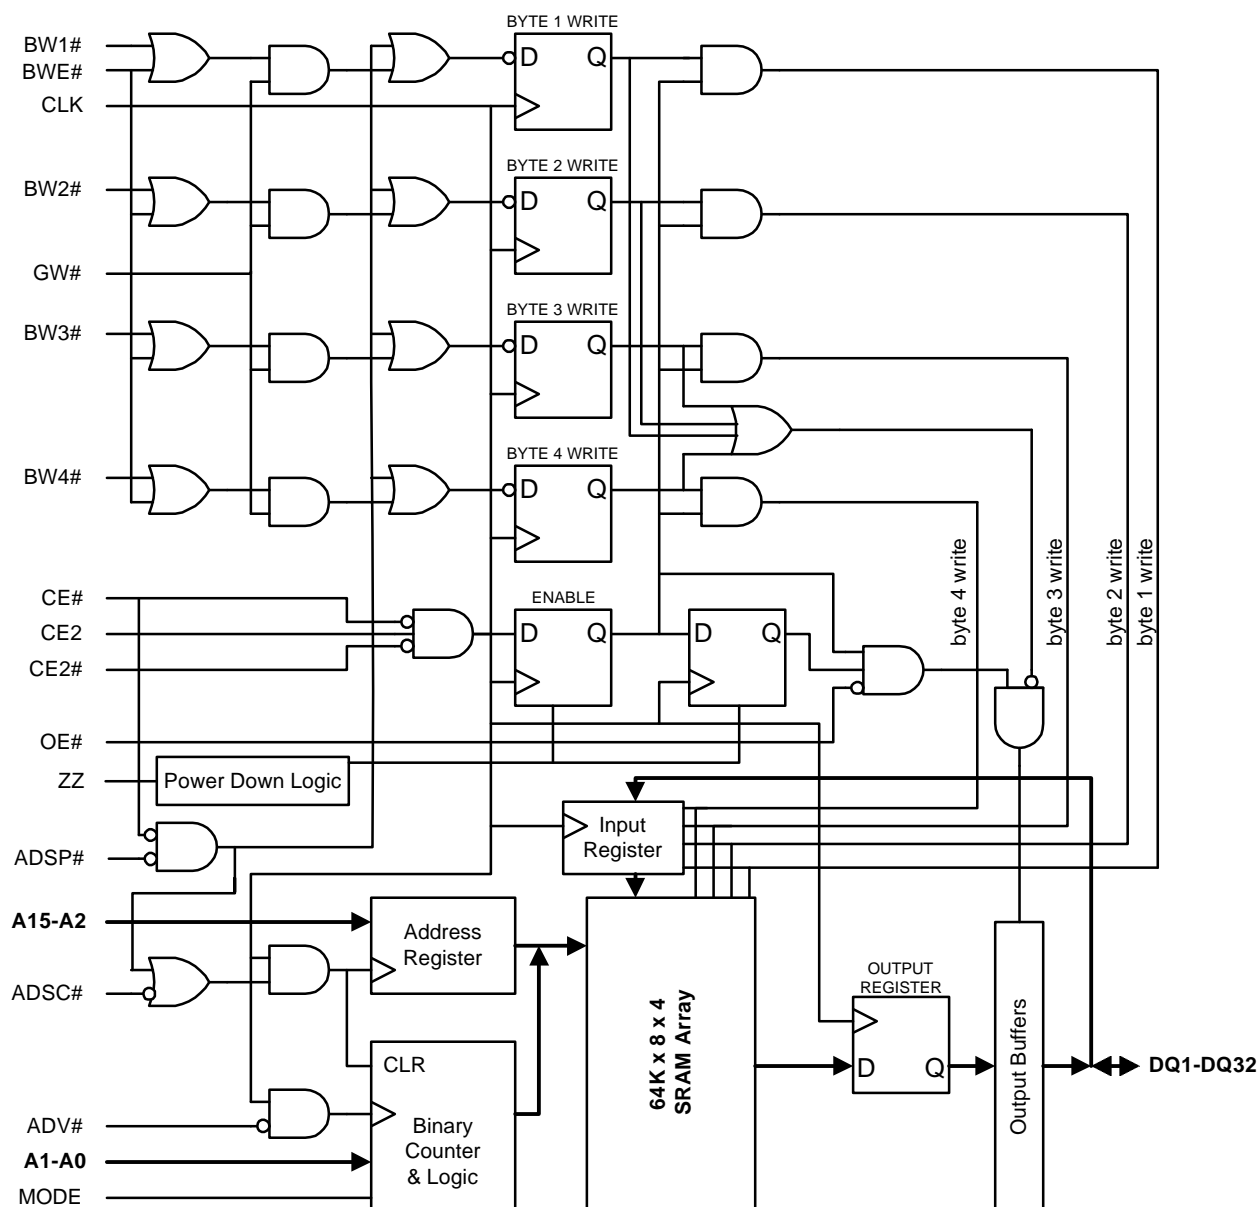 BYTE 1 WRITE
BW1#
D Q
BWE#
CLK
BYTE 2 WRITE
BW2#
D Q
GW#
BYTE 3 WRITE
BW3#
D Q
BYTE 4 WRITE
BW4#
D Q
byte 4 write
byte 3 write
byte 2 write
byte 1 write
CE#
ENABLE
CE2
D Q
D Q
CE2#
OE#
ZZ
Power Down Logic
Input
Register
ADSP#
A15-A2
Address
Register
ADSC#
OUTPUT
REGISTER
64K x 8 x 4
SRAM Array
Output Buffers
CLR
D Q
DQ1-DQ32
ADV#
Binary
Counter
& Logic
A1-A0
MODE